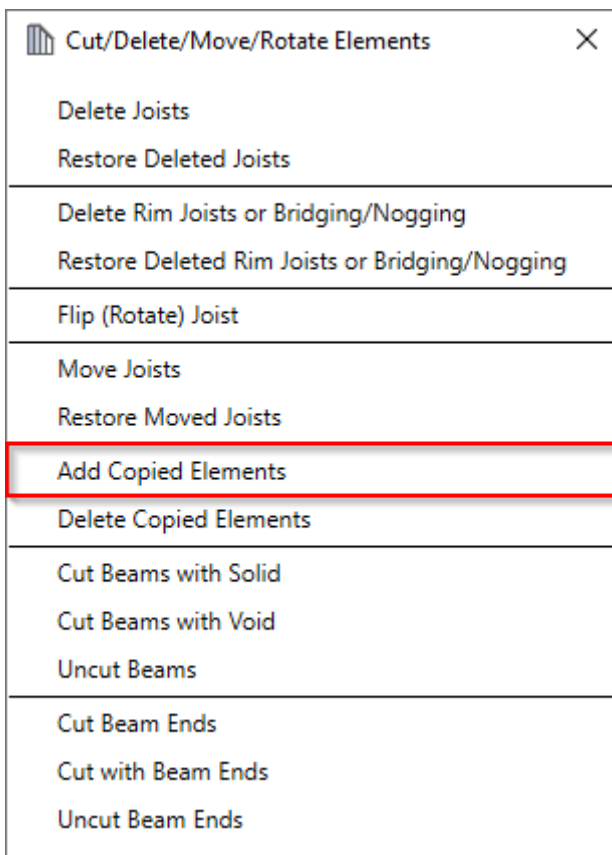 Cut/Delete/Move/Rotate Elements
Delete Joists
Restore Deleted Joists
Delete Rim Joists or Bridging/Nogging
Restore Deleted Rim Joists or Bridging/Nogging
Flip (Rotate) Joist
Move Joists
Restore Moved Joists
Add Copied Elements
Delete Copied Elements
Cut Beams with Solid
Cut Beams with Void
Uncut Beams
Cut Beam Ends
Cut with Beam Ends
Uncut Beam Ends